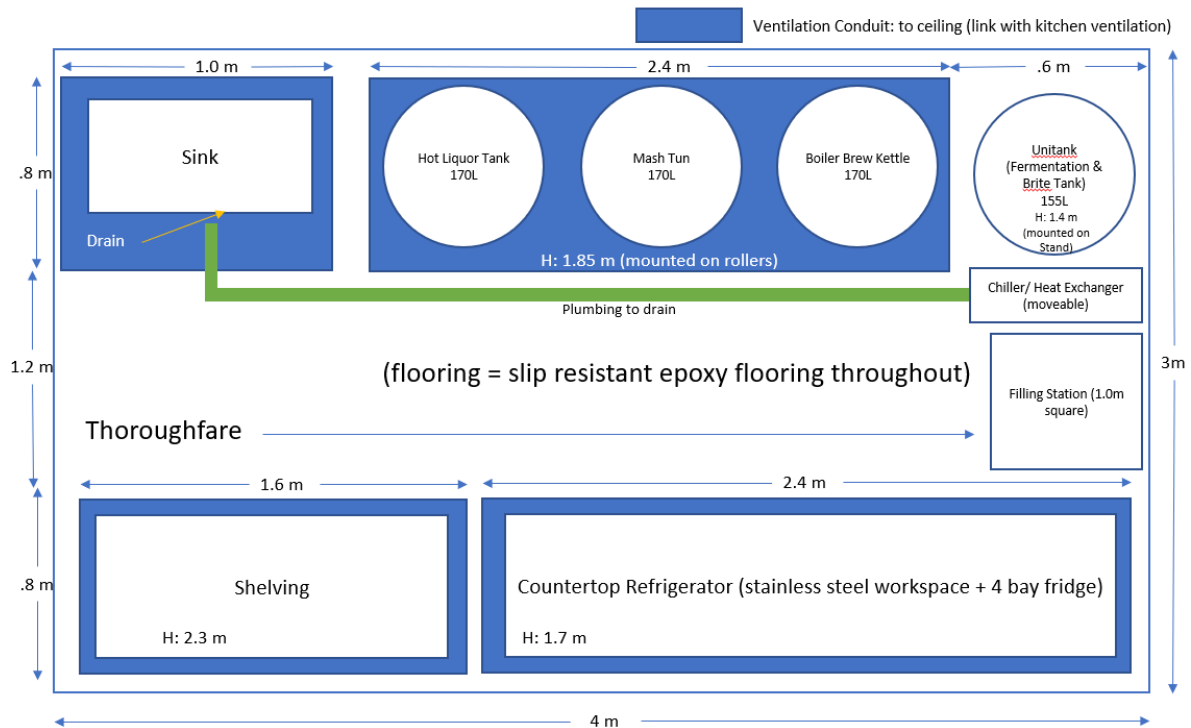 Ventilation Conduit: to ceiling (link with kitchen ventilation)
1.0 m
2.4 m
.6 m
.8 m
Sink
Drain
Hot Liquor Tank
170L
Mash Tun
170L
Boiler Brew Kettle
170L
H: 1.85 m (mounted on rollers)
Unitank
(Fermentation &
Brite Tank)
155L
H: 1.4 m
(mounted on
Stand)
Chiller/ Heat Exchanger
(moveable)
Plumbing to drain
1.2 m
3m
(flooring = slip resistant epoxy flooring throughout)
Filling Station (1.0m
square)
Thoroughfare
1.6 m
2.4 m
.8 m
Shelving
H: 2.3 m
Countertop Refrigerator (stainless steel workspace + 4 bay fridge)
H: 1.7 m
4 m